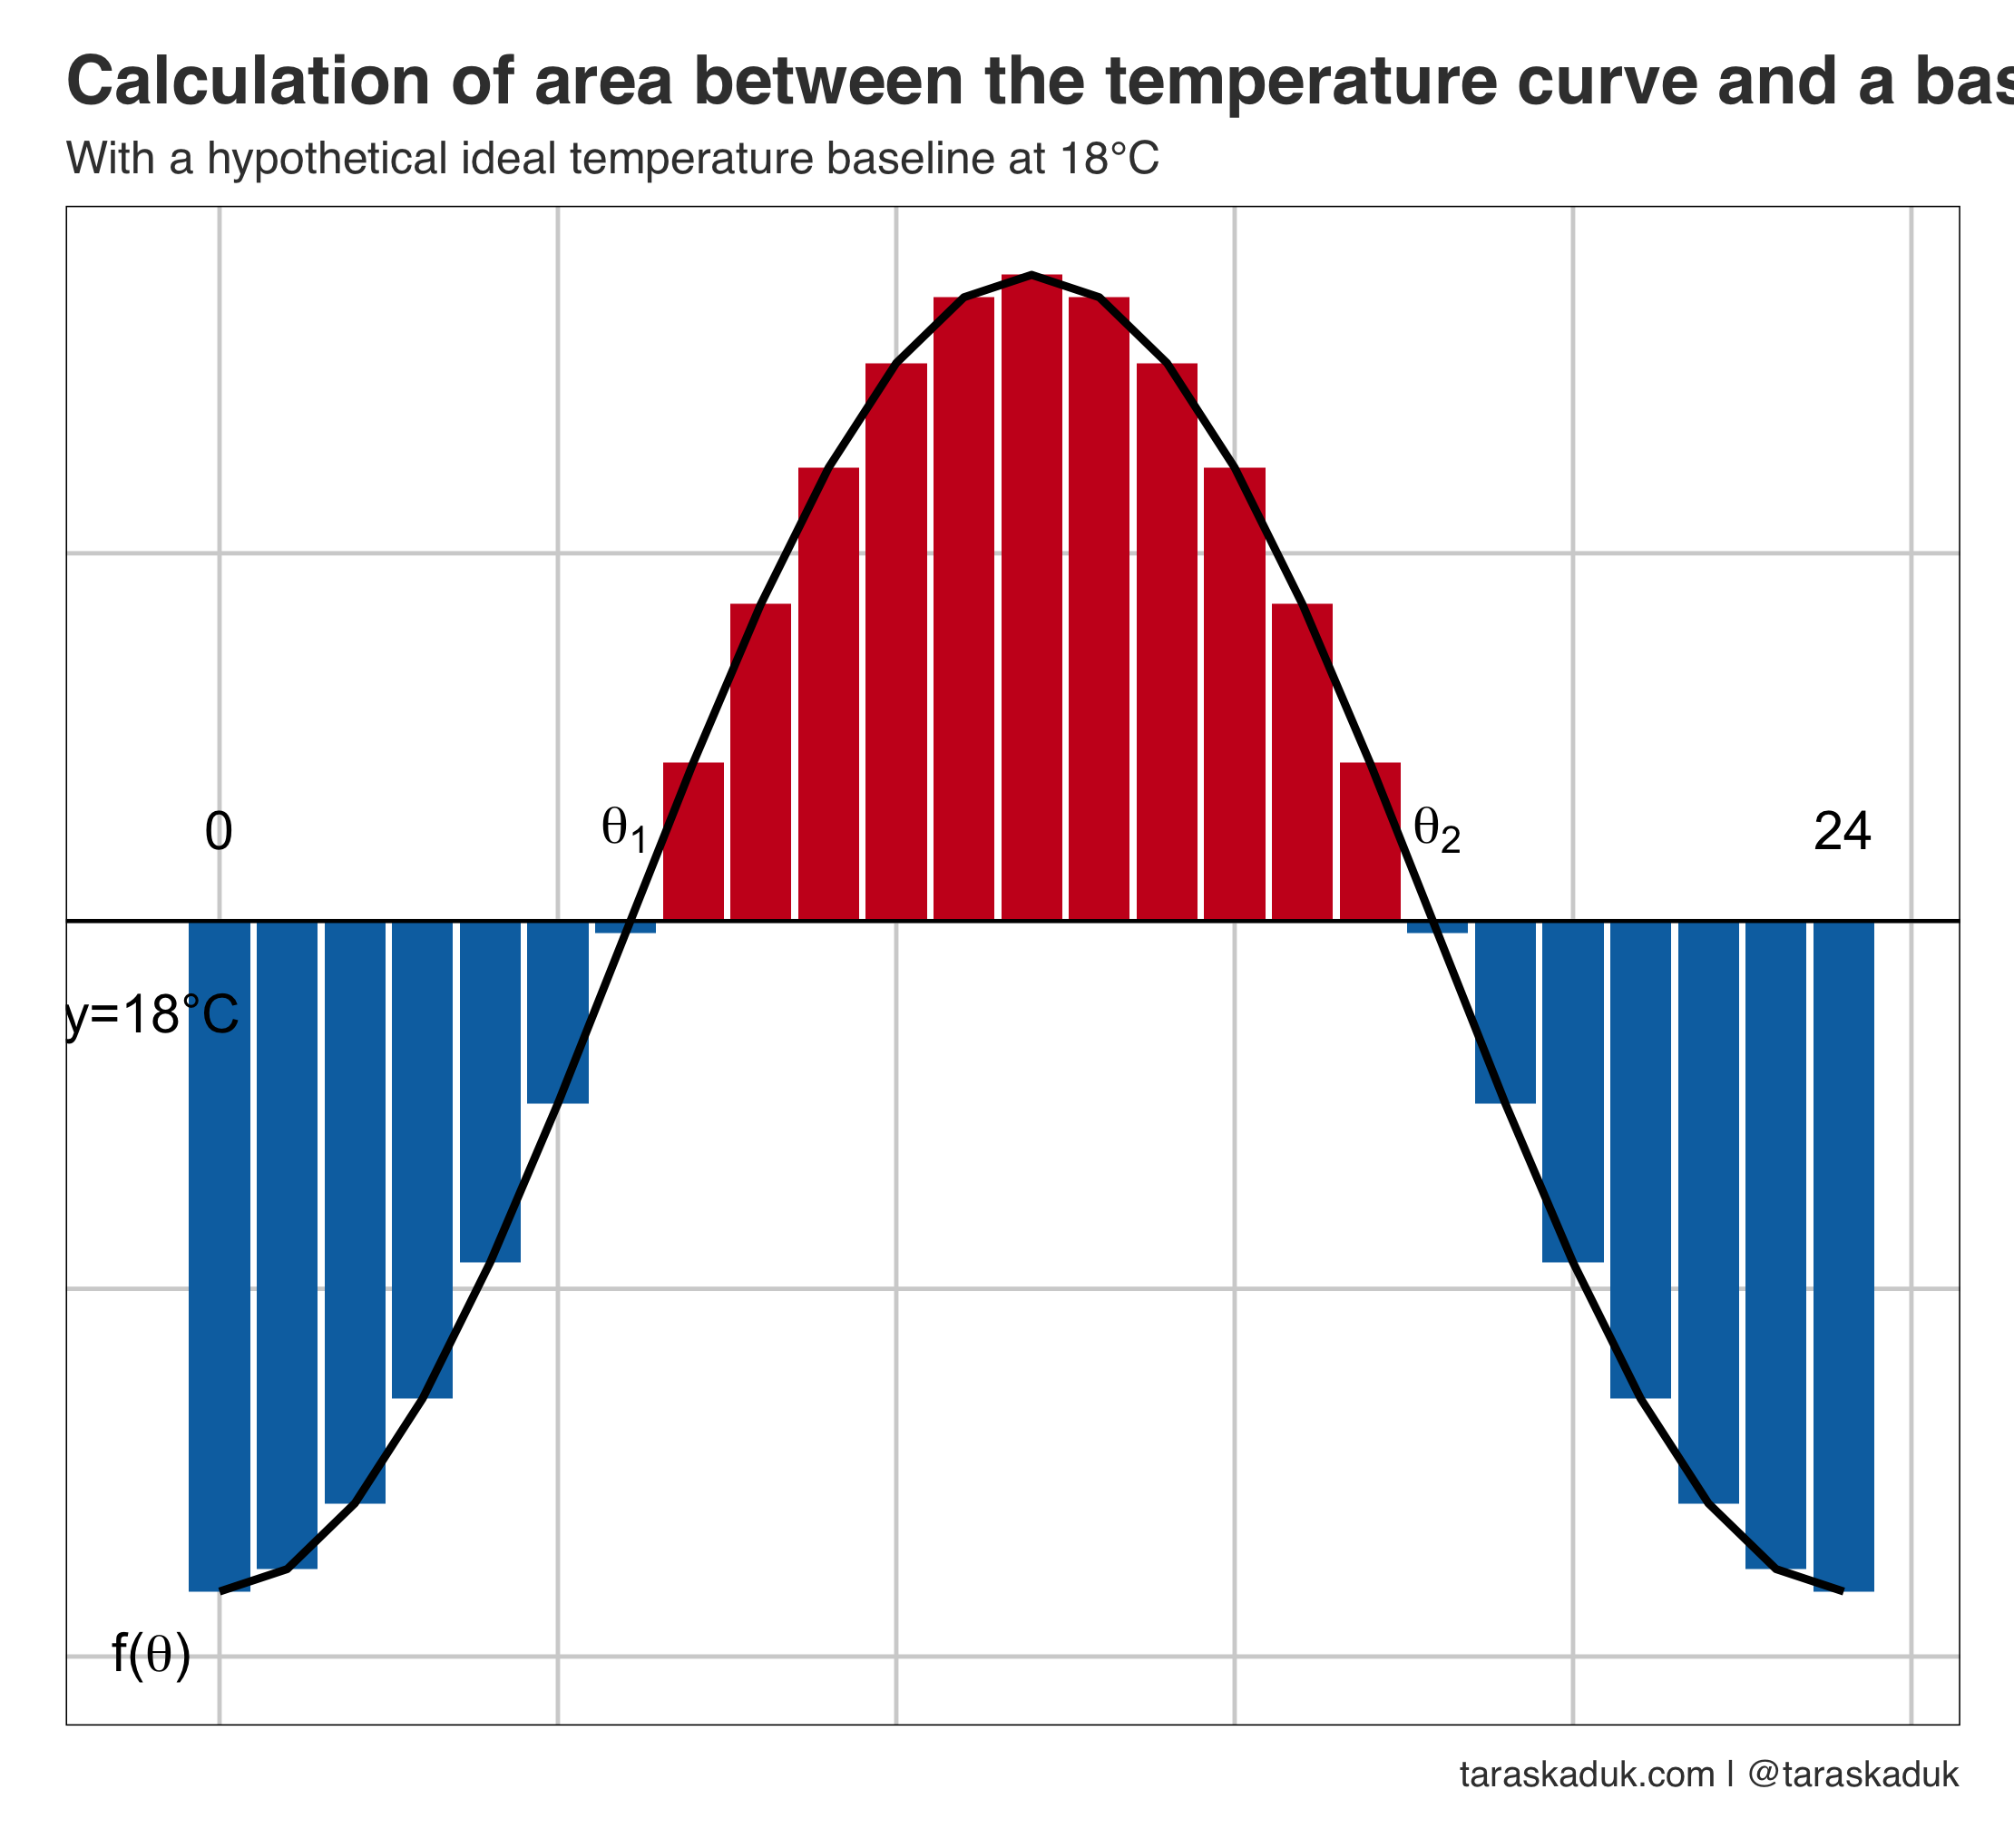 Calculation of area between the temperature curve and a bas
With a hypothetical ideal temperature baseline at 18°C
0 θ1 θ2 24
y=18°C
f(θ)
taraskaduk.com | @taraskaduk